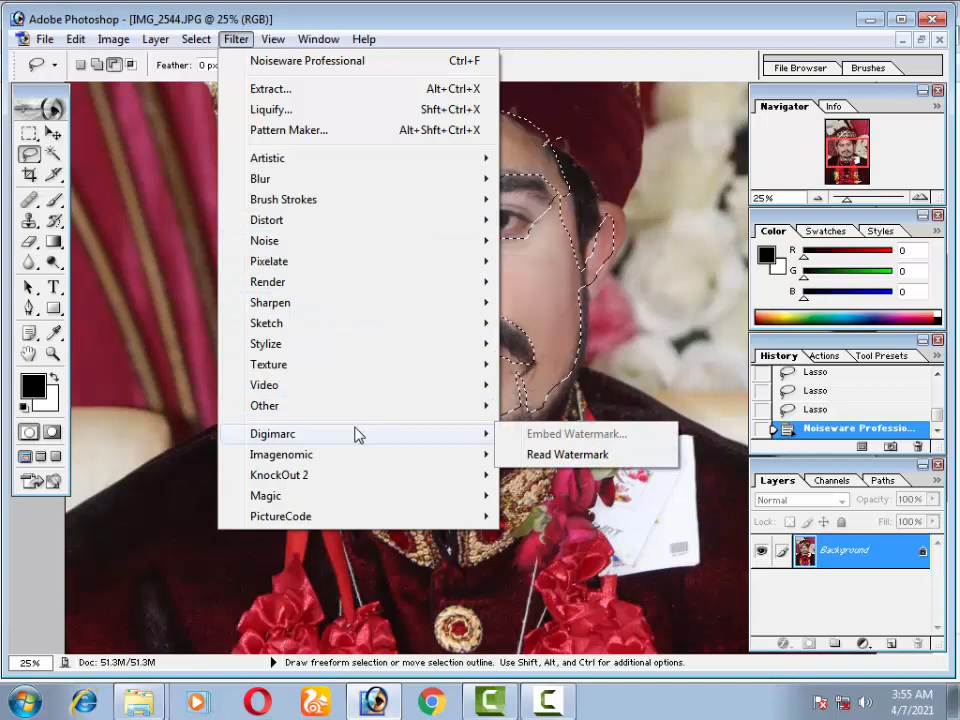 Adobe Photoshop - [IMG_2544.JPG @ 25% (RGB)]
File Edit Image Layer Select Filter View Window Help
Feather: 0 px
File Browser Brushes
Noiseware Professional Ctrl+F
Extract... Alt+Ctrl+X
Liquify... Shft+Ctrl+X
Pattern Maker... Alt+Shft+Ctrl+X
Artistic
Blur
Brush Strokes
Distort
Noise
Pixelate
Render
Sharpen
Sketch
Stylize
Texture
Video
Other
Digimarc
Imagenomic
KnockOut 2
Magic
PictureCode
Embed Watermark...
Read Watermark
Navigator Info
25%
Color Swatches Styles
R 0
G 0
B 0
History Actions Tool Presets
Lasso
Lasso
Lasso
Noiseware Professio...
Layers Channels Paths
Normal Opacity: 100%
Lock: Fill: 100%
Background
25% Doc: 51.3M/51.3M Draw freeform selection or move selection outline. Use Shift, Alt, and Ctrl for additional options.
3:55 AM
4/7/2021